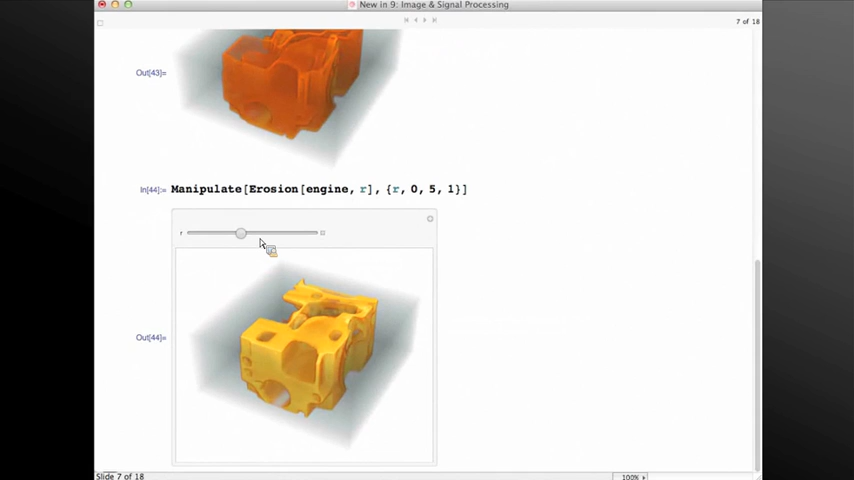 New in 9: Image & Signal Processing
7 of 18
Out[43]=
In[44]:= Manipulate[Erosion[engine, r], {r, 0, 5, 1}]
r
Out[44]=
Slide 7 of 18
100%